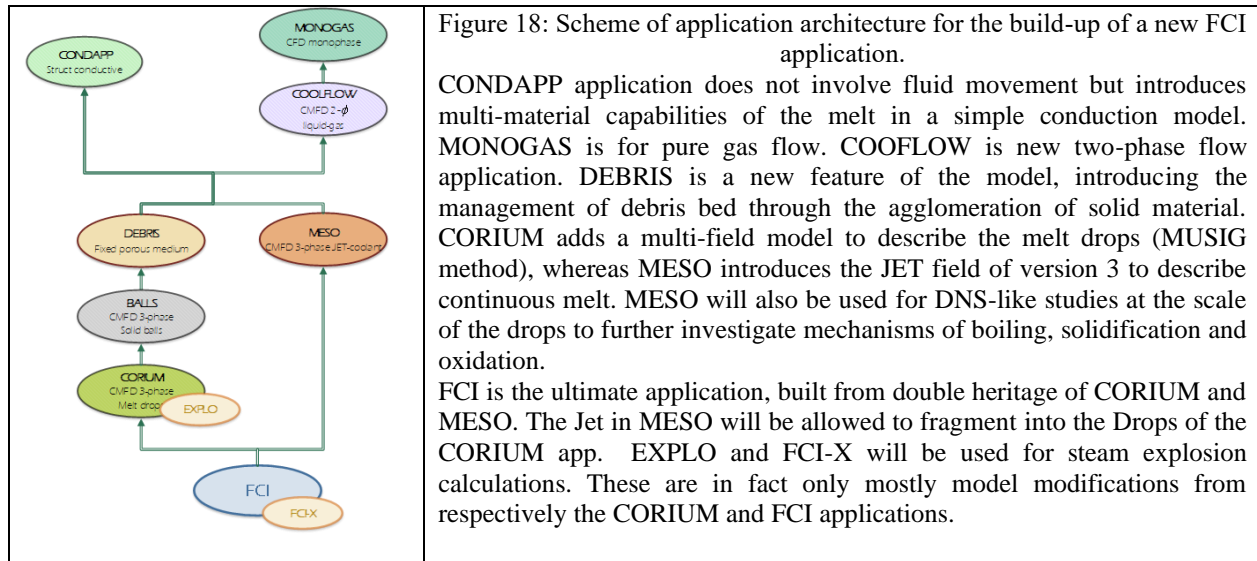 MONOGAS
CFD monophase
CONDAPP
Struct conductive
COOLFLOW
CMFD 2-ϕ
liquid-gas
DEBRIS
Fixed porous medium
MESO
CMFD 3-phase JET-coolant
BALLS
CMFD 3-phase
Solid balls
CORIUM
CMFD 3-phase
Melt drops
EXPLO
FCI
FCI-X
Figure 18: Scheme of application architecture for the build-up of a new FCI
application.
CONDAPP application does not involve fluid movement but introduces
multi-material capabilities of the melt in a simple conduction model.
MONOGAS is for pure gas flow. COOFLOW is new two-phase flow
application. DEBRIS is a new feature of the model, introducing the
management of debris bed through the agglomeration of solid material.
CORIUM adds a multi-field model to describe the melt drops (MUSIG
method), whereas MESO introduces the JET field of version 3 to describe
continuous melt. MESO will also be used for DNS-like studies at the scale
of the drops to further investigate mechanisms of boiling, solidification and
oxidation.
FCI is the ultimate application, built from double heritage of CORIUM and
MESO. The Jet in MESO will be allowed to fragment into the Drops of the
CORIUM app. EXPLO and FCI-X will be used for steam explosion
calculations. These are in fact only mostly model modifications from
respectively the CORIUM and FCI applications.